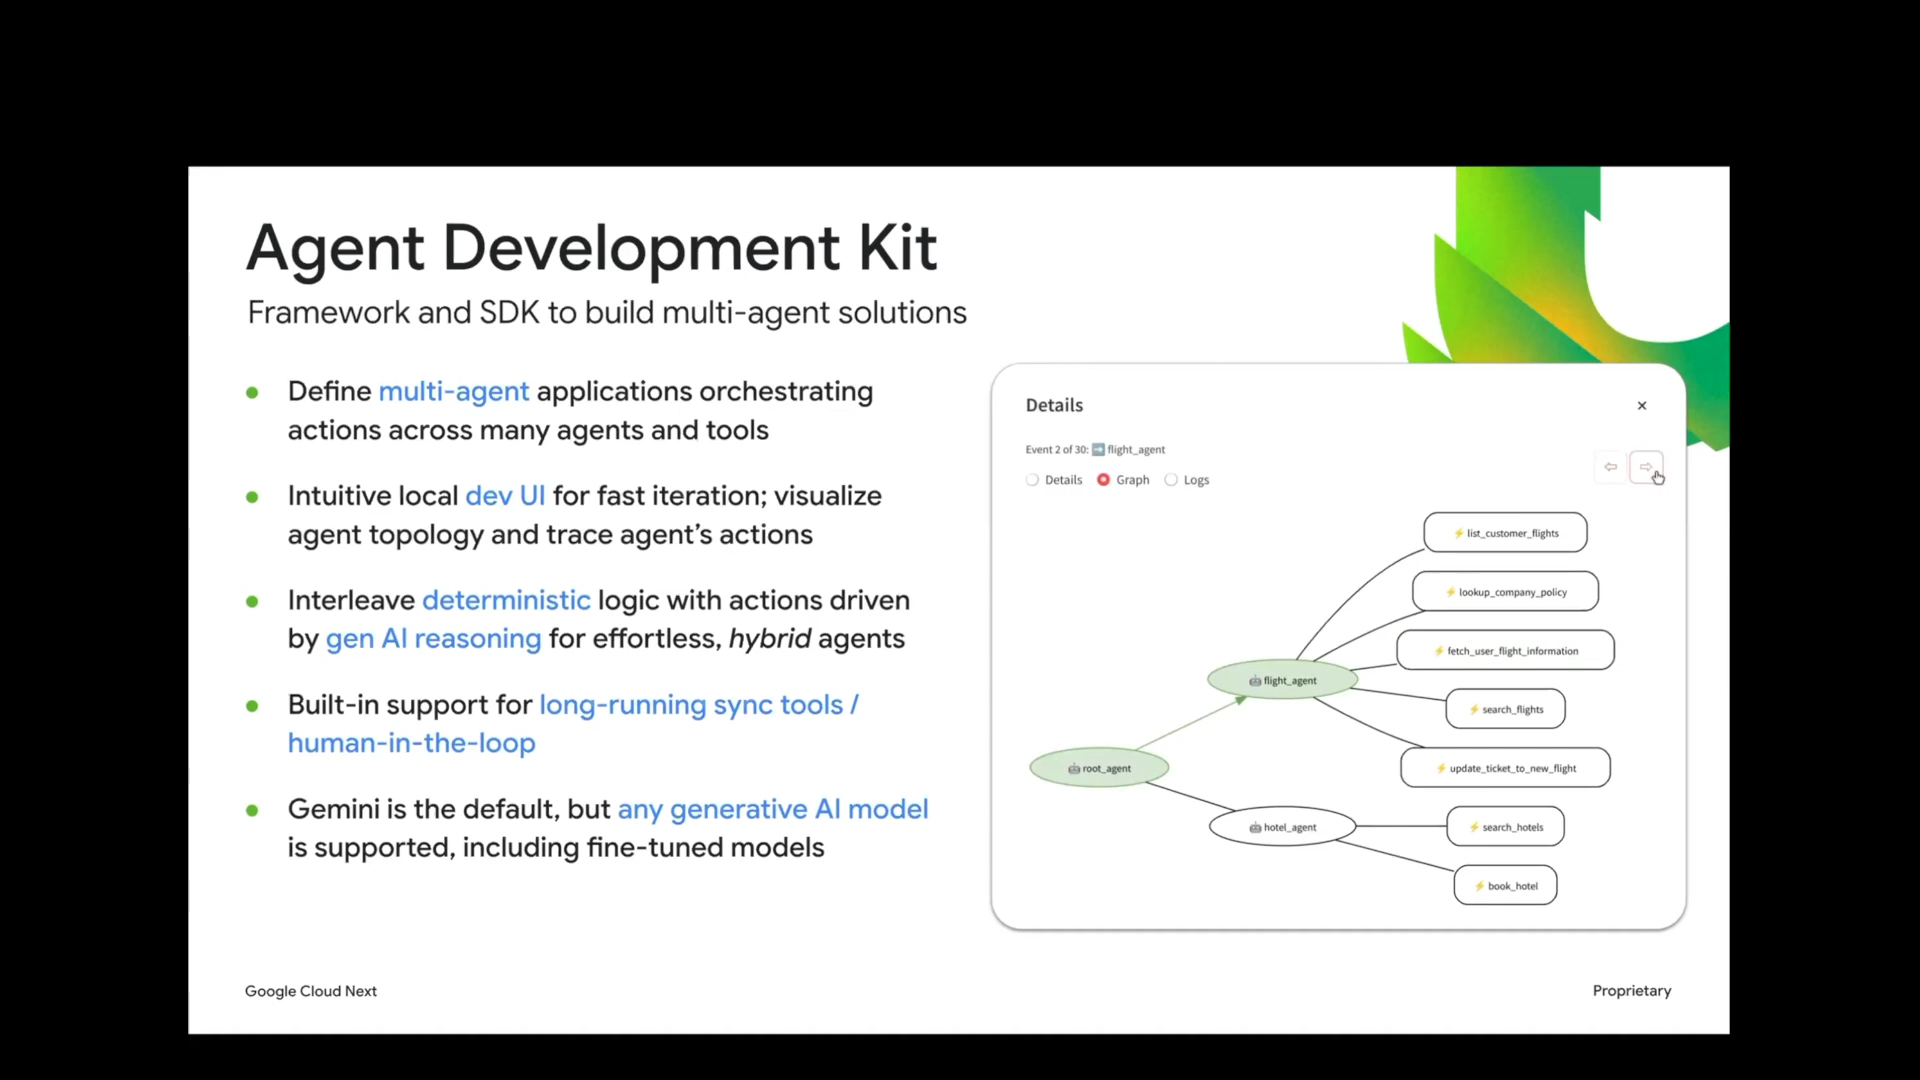 Agent Development Kit
Framework and SDK to build multi-agent solutions
Define multi-agent applications orchestrating
actions across many agents and tools
Intuitive local dev UI for fast iteration; visualize
agent topology and trace agent's actions
Interleave deterministic logic with actions driven
by gen AI reasoning for effortless, hybrid agents
Built-in support for long-running sync tools /
human-in-the-loop
Gemini is the default, but any generative AI model
is supported, including fine-tuned models
Details
Event 2 of 30: ➡️ flight_agent
Details Graph Logs
list_customer_flights
lookup_company_policy
fetch_user_flight_information
flight_agent
search_flights
root_agent
update_ticket_to_new_flight
hotel_agent
search_hotels
book_hotel
Google Cloud Next
Proprietary